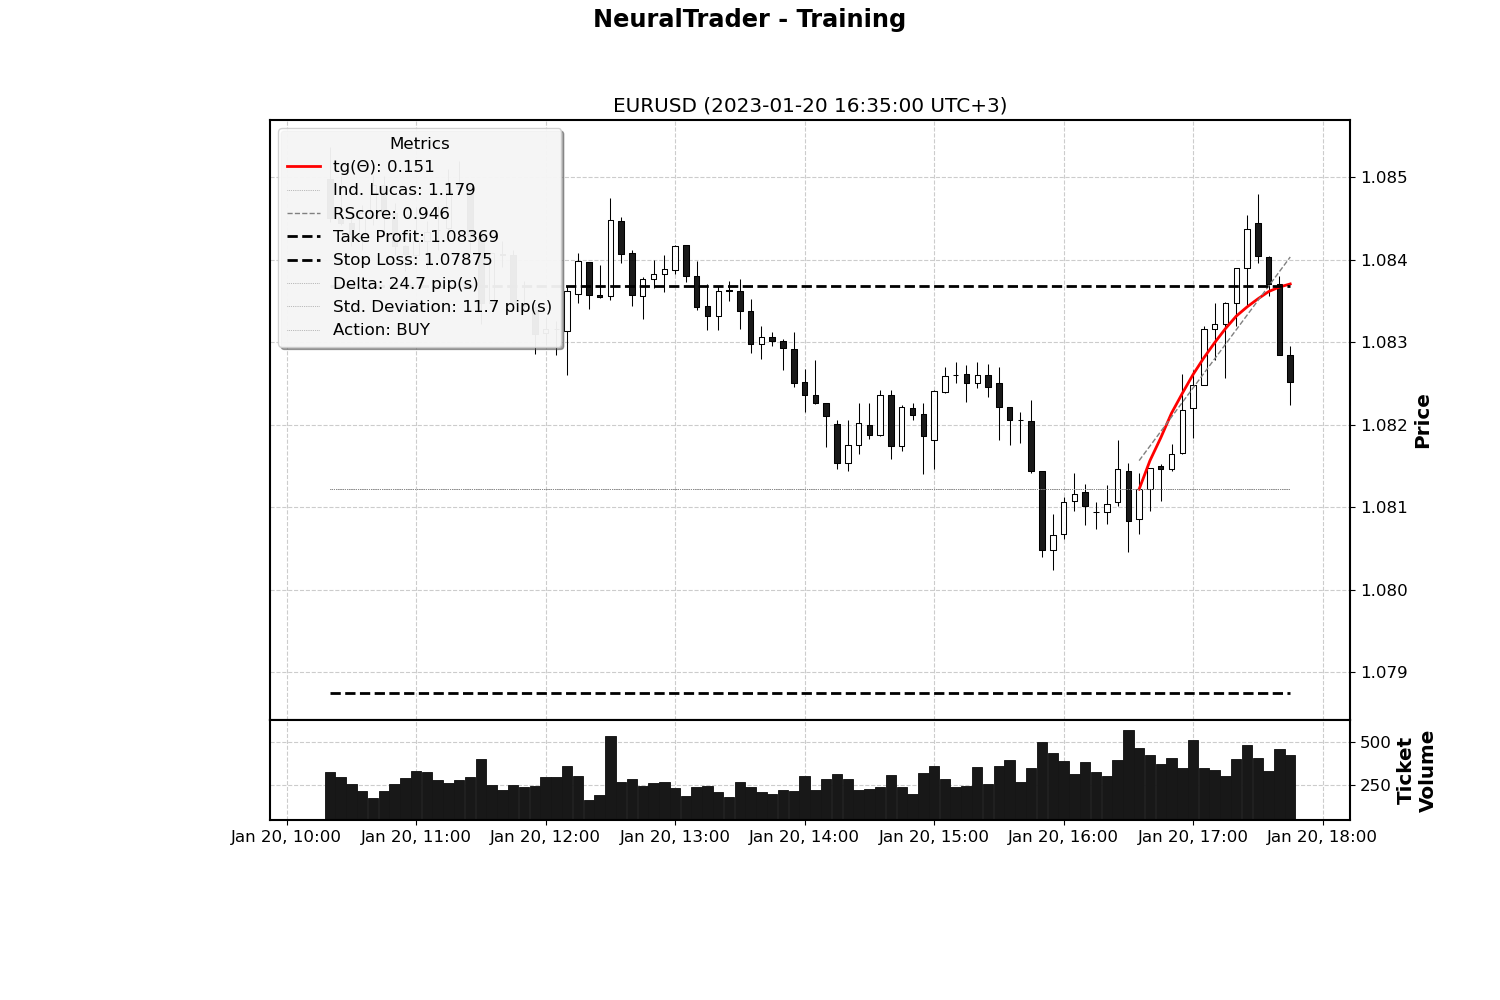 NeuralTrader - Training
EURUSD (2023-01-20 16:35:00 UTC+3)
Metrics
tg(Θ): 0.151
Ind. Lucas: 1.179
RScore: 0.946
Take Profit: 1.08369
Stop Loss: 1.07875
Delta: 24.7 pip(s)
Std. Deviation: 11.7 pip(s)
Action: BUY
1.085
1.084
1.083
1.082
1.081
1.080
1.079
Price
500
250
Ticket
Volume
Jan 20, 10:00
Jan 20, 11:00
Jan 20, 12:00
Jan 20, 13:00
Jan 20, 14:00
Jan 20, 15:00
Jan 20, 16:00
Jan 20, 17:00
Jan 20, 18:00